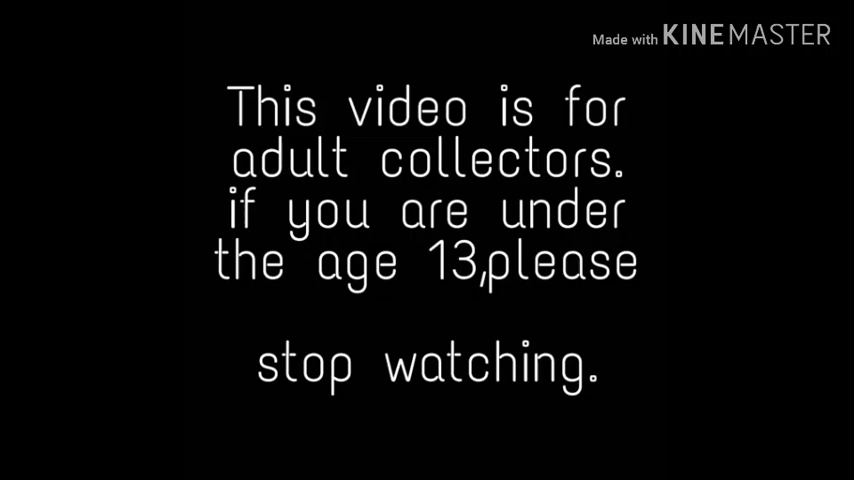 Made with KINEMASTER
This video is for
adult collectors.
if you are under
the age 13,please
stop watching.